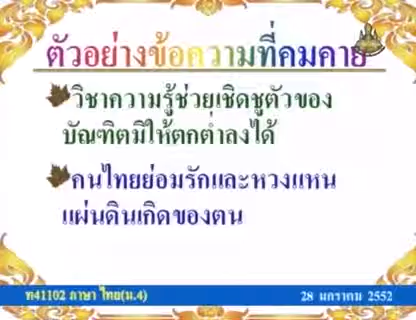 ตัวอย่างข้อความที่คมคาย
วิชาความรู้ช่วยเชิดชูตัวของ
บัณฑิตมิให้ตกต่ำลงได้
คนไทยย่อมรักและหวงแหน
แผ่นดินเกิดของตน
ท41102 ภาษา ไทย(ม.4)
28 มกราคม 2552